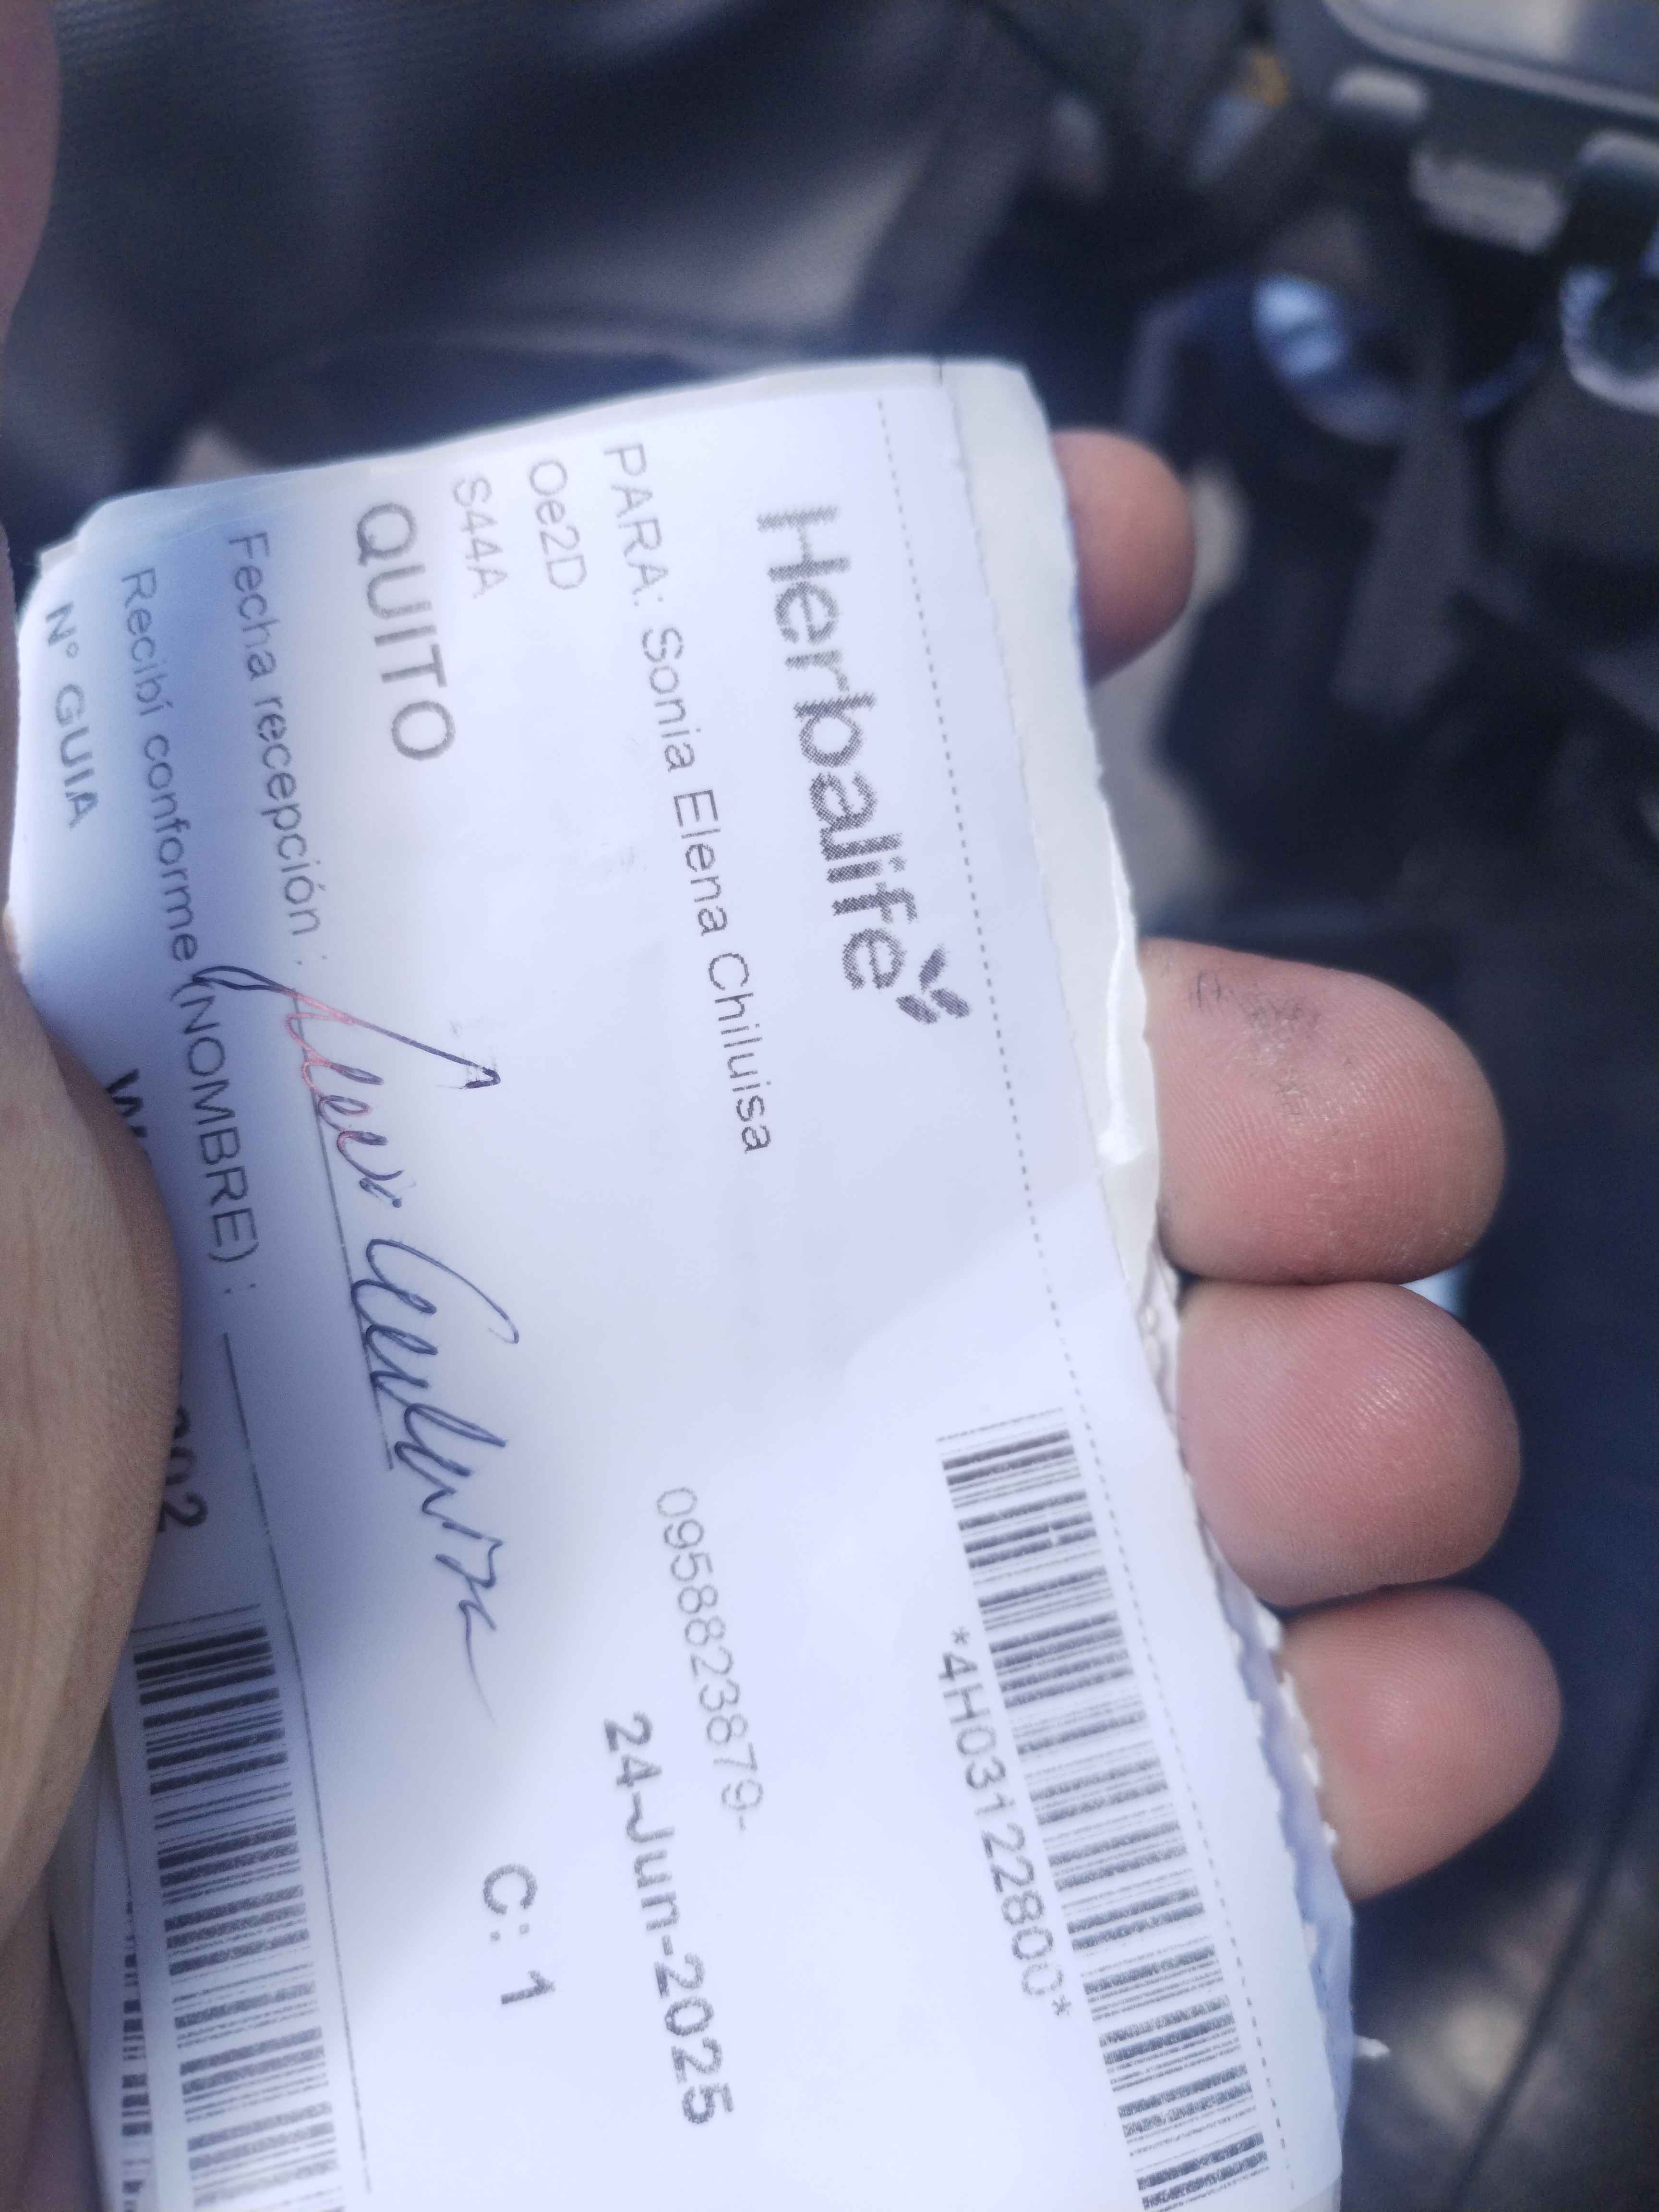 Herbalife
*4H03122800*
PARA: Sonia Elena Chiluisa
0958823879-
Oe2D
24-Jun-2025
S44A
QUITO
C: 1
Fecha recepción :
Recibí conforme (NOMBRE) :
N° GUIA